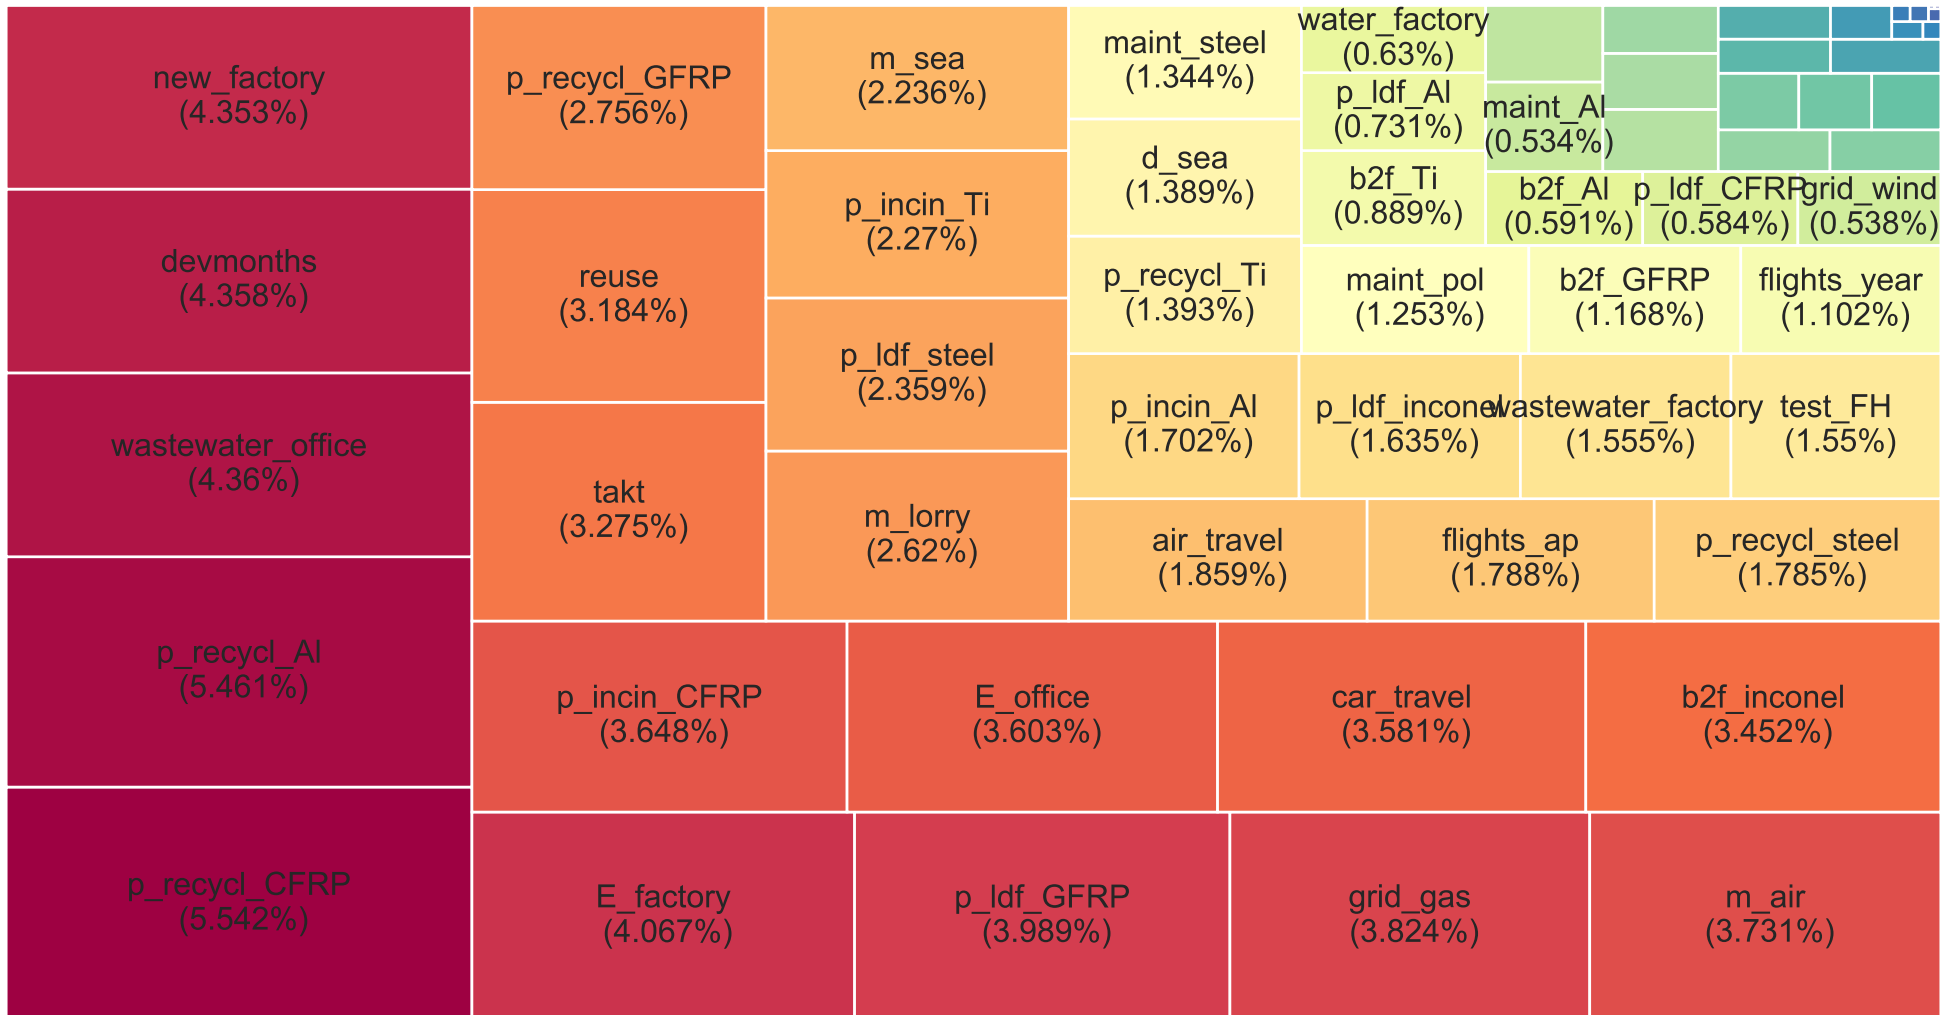 new_factory
(4.353%)
devmonths
(4.358%)
wastewater_office
(4.36%)
p_recycl_Al
(5.461%)
p_recycl_CFRP
(5.542%)
p_recycl_GFRP
(2.756%)
reuse
(3.184%)
takt
(3.275%)
m_sea
(2.236%)
p_incin_Ti
(2.27%)
p_ldf_steel
(2.359%)
m_lorry
(2.62%)
maint_steel
(1.344%)
d_sea
(1.389%)
p_recycl_Ti
(1.393%)
water_factory
(0.63%)
p_ldf_Al
(0.731%)
b2f_Ti
(0.889%)
maint_Al
(0.534%)
b2f_Al
(0.591%)
p_ldf_CFRP
(0.584%)
grid_wind
(0.538%)
maint_pol
(1.253%)
b2f_GFRP
(1.168%)
flights_year
(1.102%)
p_incin_Al
(1.702%)
p_ldf_inconel
(1.635%)
wastewater_factory
(1.555%)
test_FH
(1.55%)
air_travel
(1.859%)
flights_ap
(1.788%)
p_recycl_steel
(1.785%)
p_incin_CFRP
(3.648%)
E_office
(3.603%)
car_travel
(3.581%)
b2f_inconel
(3.452%)
E_factory
(4.067%)
p_ldf_GFRP
(3.989%)
grid_gas
(3.824%)
m_air
(3.731%)